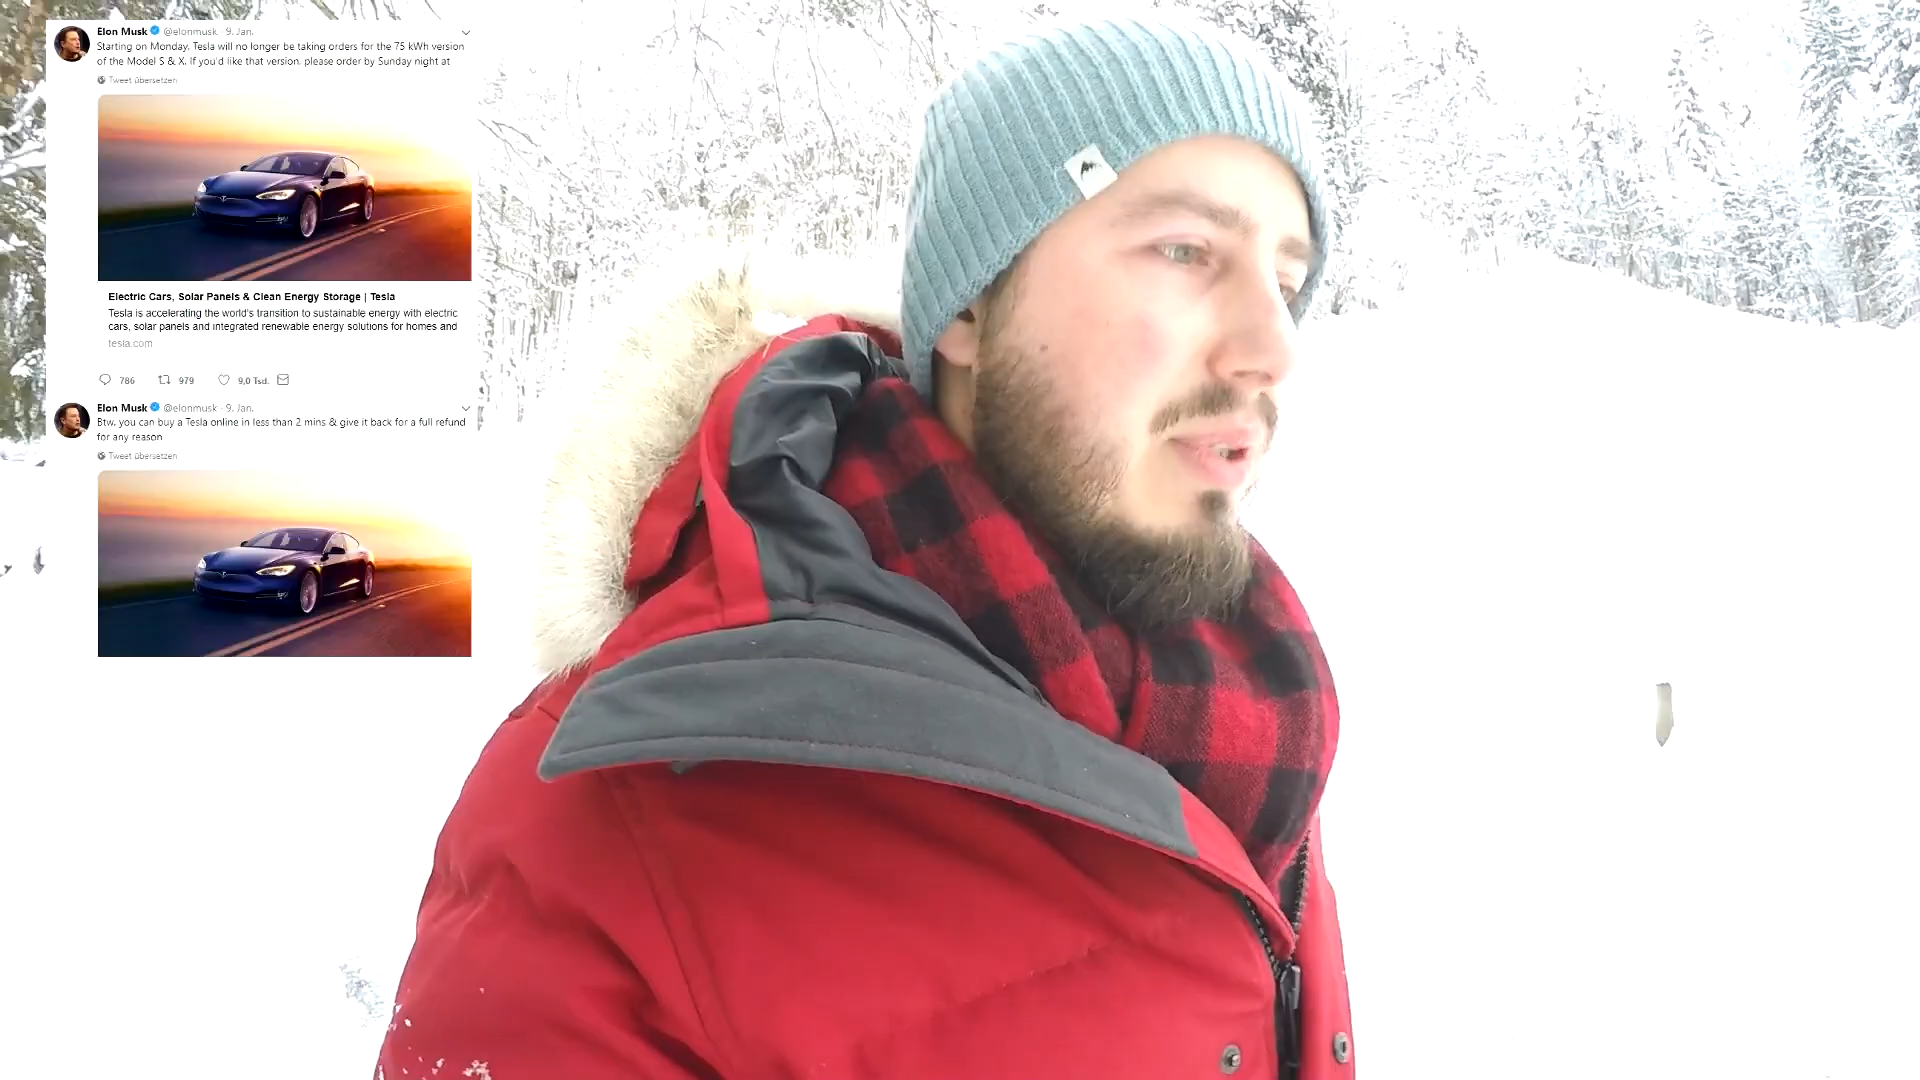 Elon Musk @elonmusk · 9. Jan.
Starting on Monday, Tesla will no longer be taking orders for the 75 kWh version
of the Model S & X. If you'd like that version, please order by Sunday night at
Tweet übersetzen
Electric Cars, Solar Panels & Clean Energy Storage | Tesla
Tesla is accelerating the world's transition to sustainable energy with electric
cars, solar panels and integrated renewable energy solutions for homes and
tesla.com
786 979 9,0 Tsd.
Elon Musk @elonmusk · 9. Jan.
Btw, you can buy a Tesla online in less than 2 mins & give it back for a full refund
for any reason
Tweet übersetzen